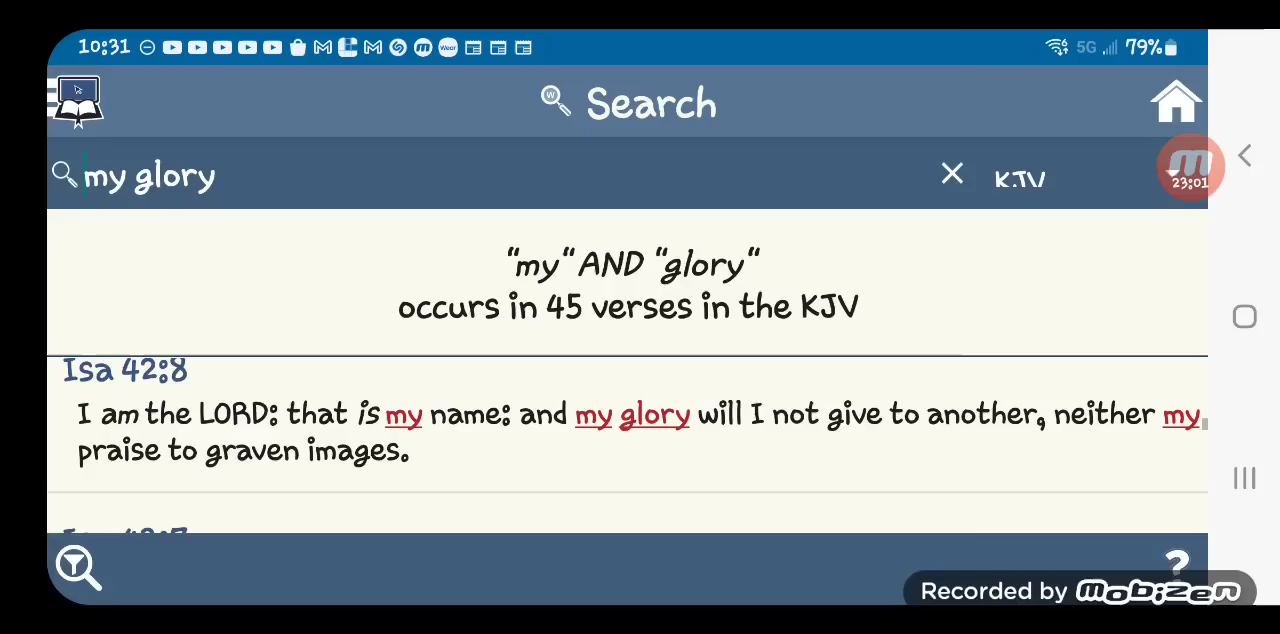 10:31 Wear 5G 79%
Search
my glory KJV
23:01
"my" AND "glory"
occurs in 45 verses in the KJV
Isa 42:8
I am the LORD: that is my name: and my glory will I not give to another, neither my
praise to graven images.
?
Recorded by mobizen